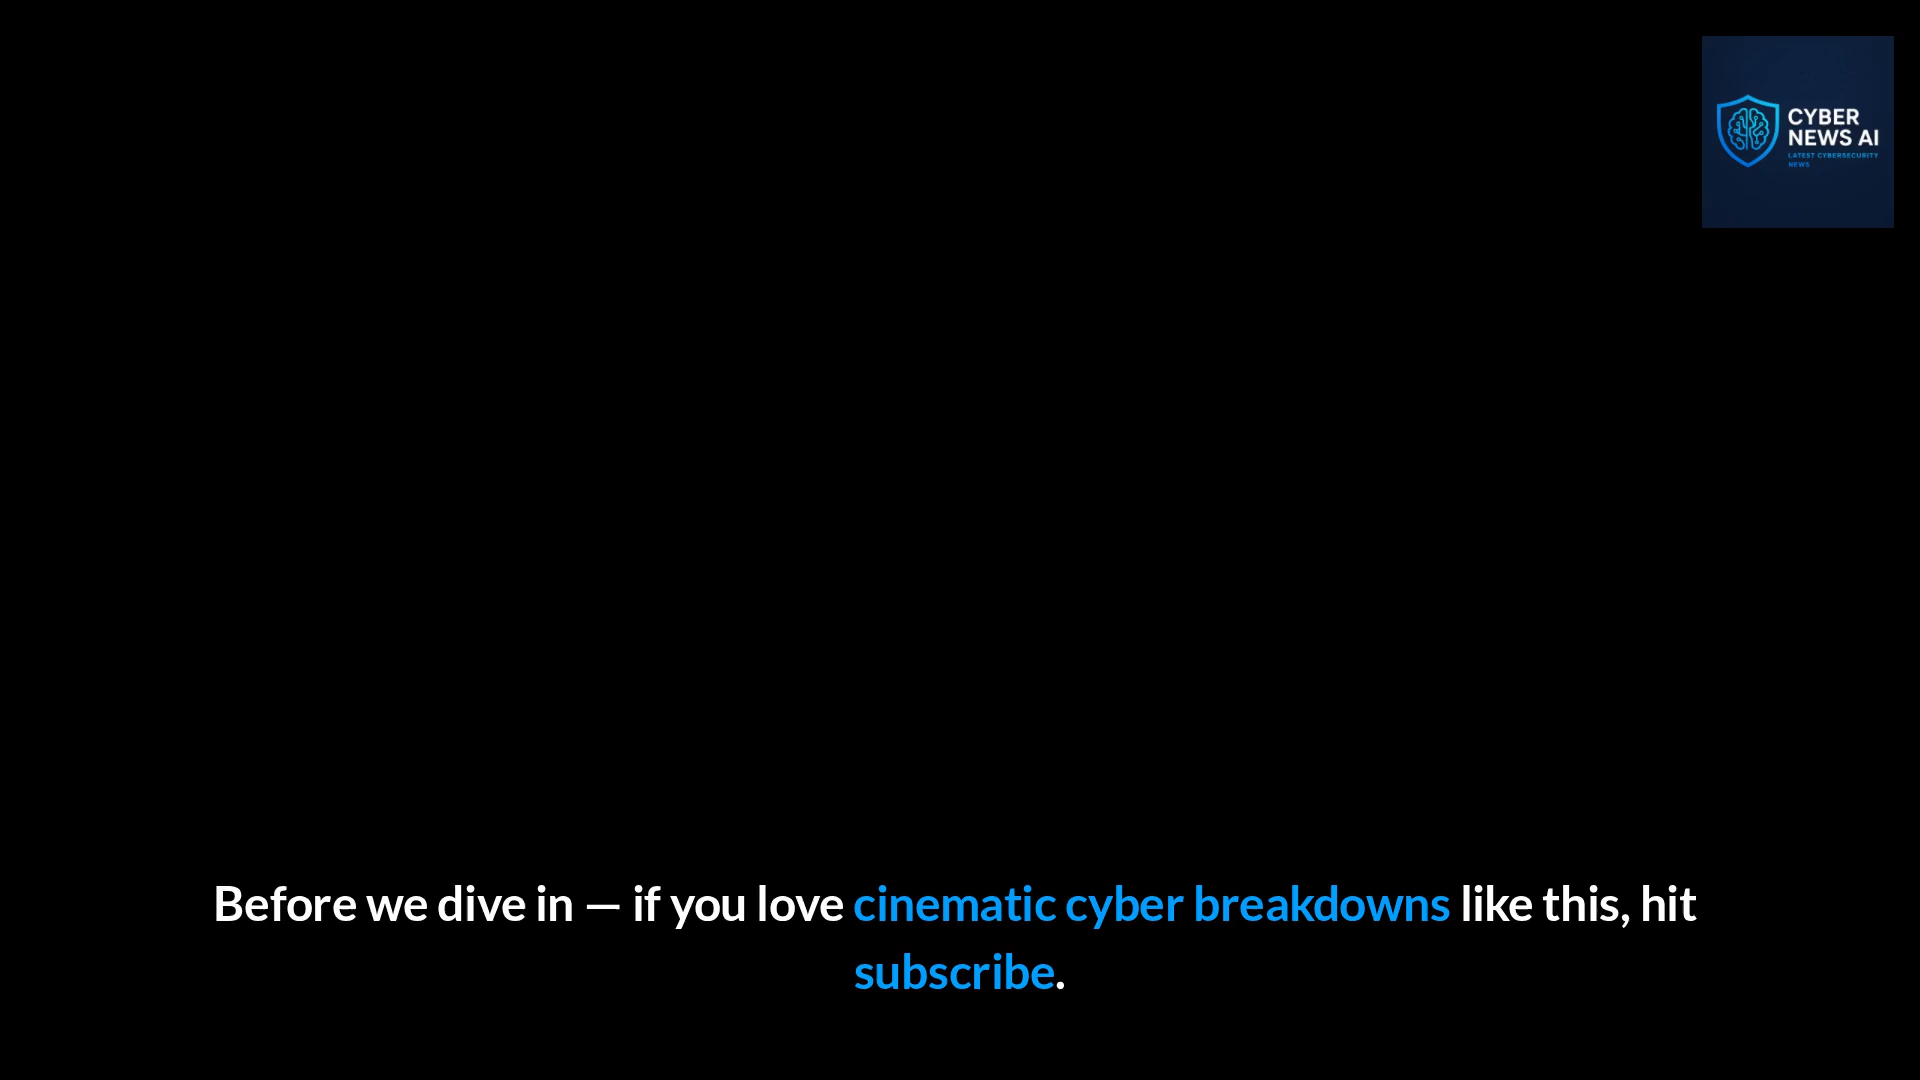 CYBER
NEWS AI
LATEST CYBERSECURITY
NEWS
Before we dive in — if you love cinematic cyber breakdowns like this, hit
subscribe.